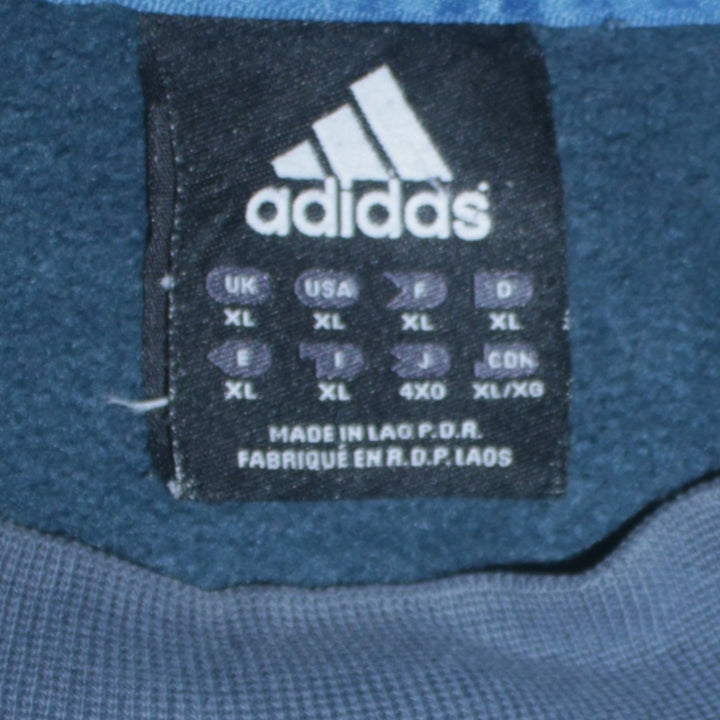 adidas
UK USA F D
XL XL XL XL
E I J CDN
XL XL 4XO XL/XG
MADE IN LAO P.D.R.
FABRIQUÉ EN R.D.P. LAOS